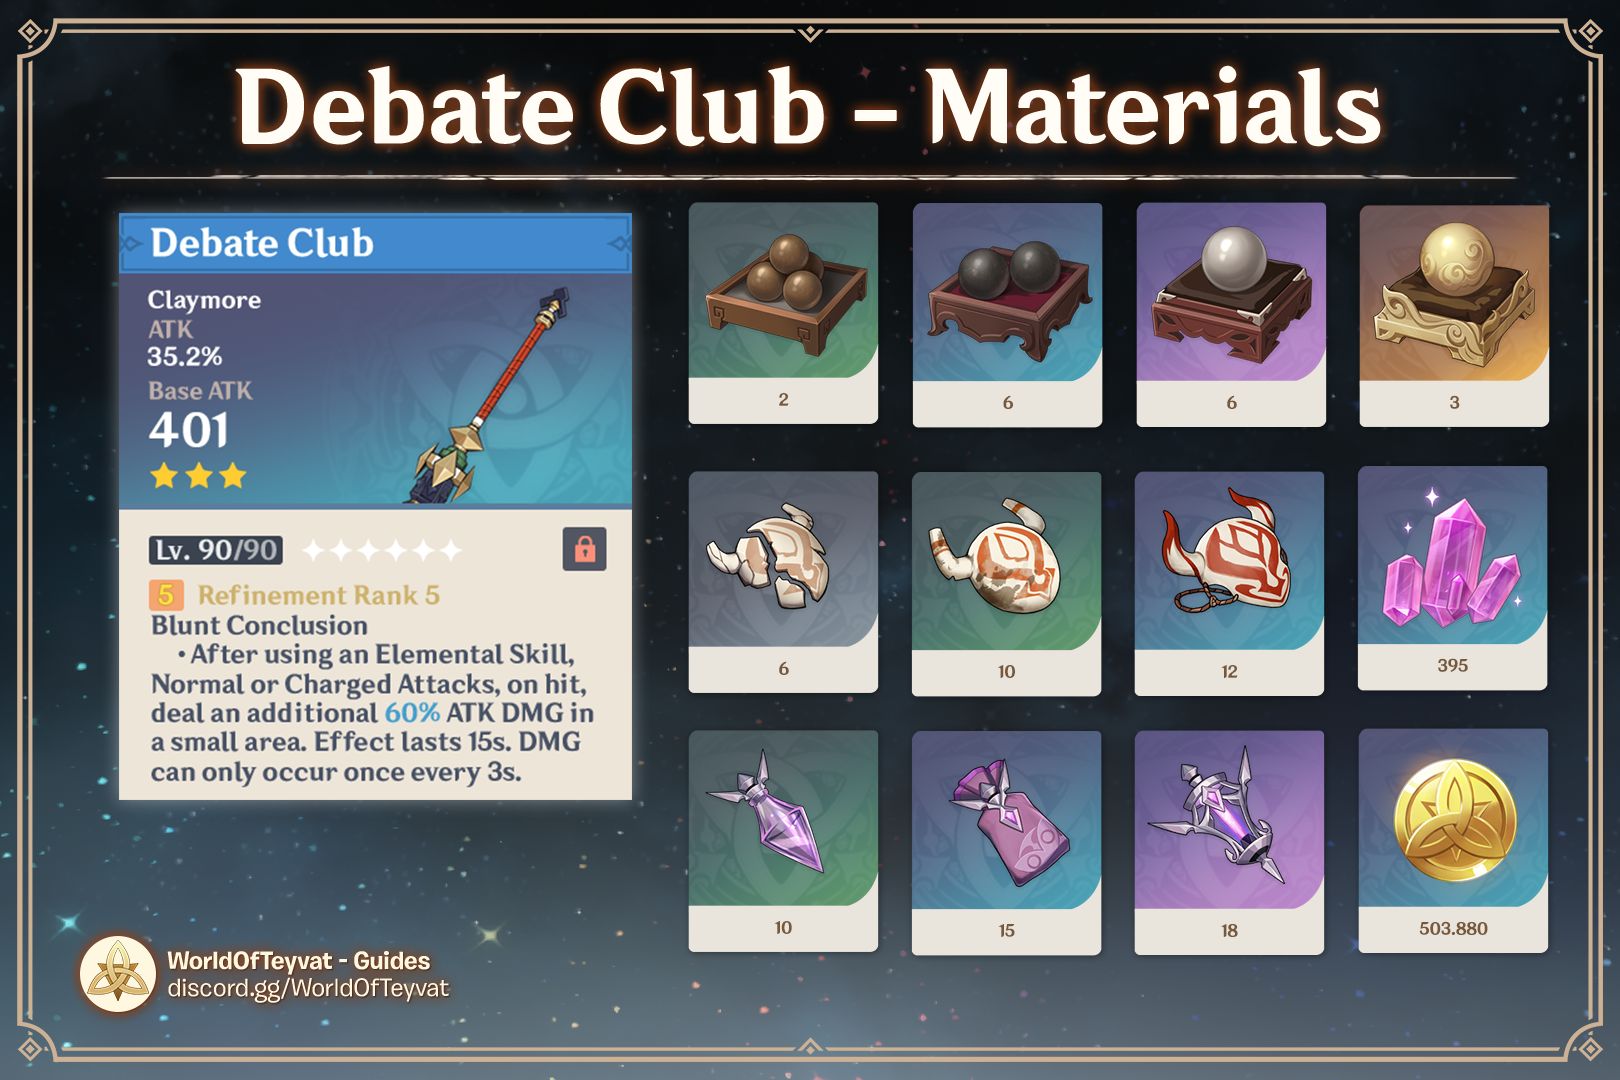 Debate Club – Materials
Debate Club
Claymore
ATK
35.2%
Base ATK
401
Lv. 90/90
5 Refinement Rank 5
Blunt Conclusion
• After using an Elemental Skill,
Normal or Charged Attacks, on hit,
deal an additional 60% ATK DMG in
a small area. Effect lasts 15s. DMG
can only occur once every 3s.
2
6
6
3
6
10
12
395
10
15
18
503.880
WorldOfTeyvat - Guides
discord.gg/WorldOfTeyvat